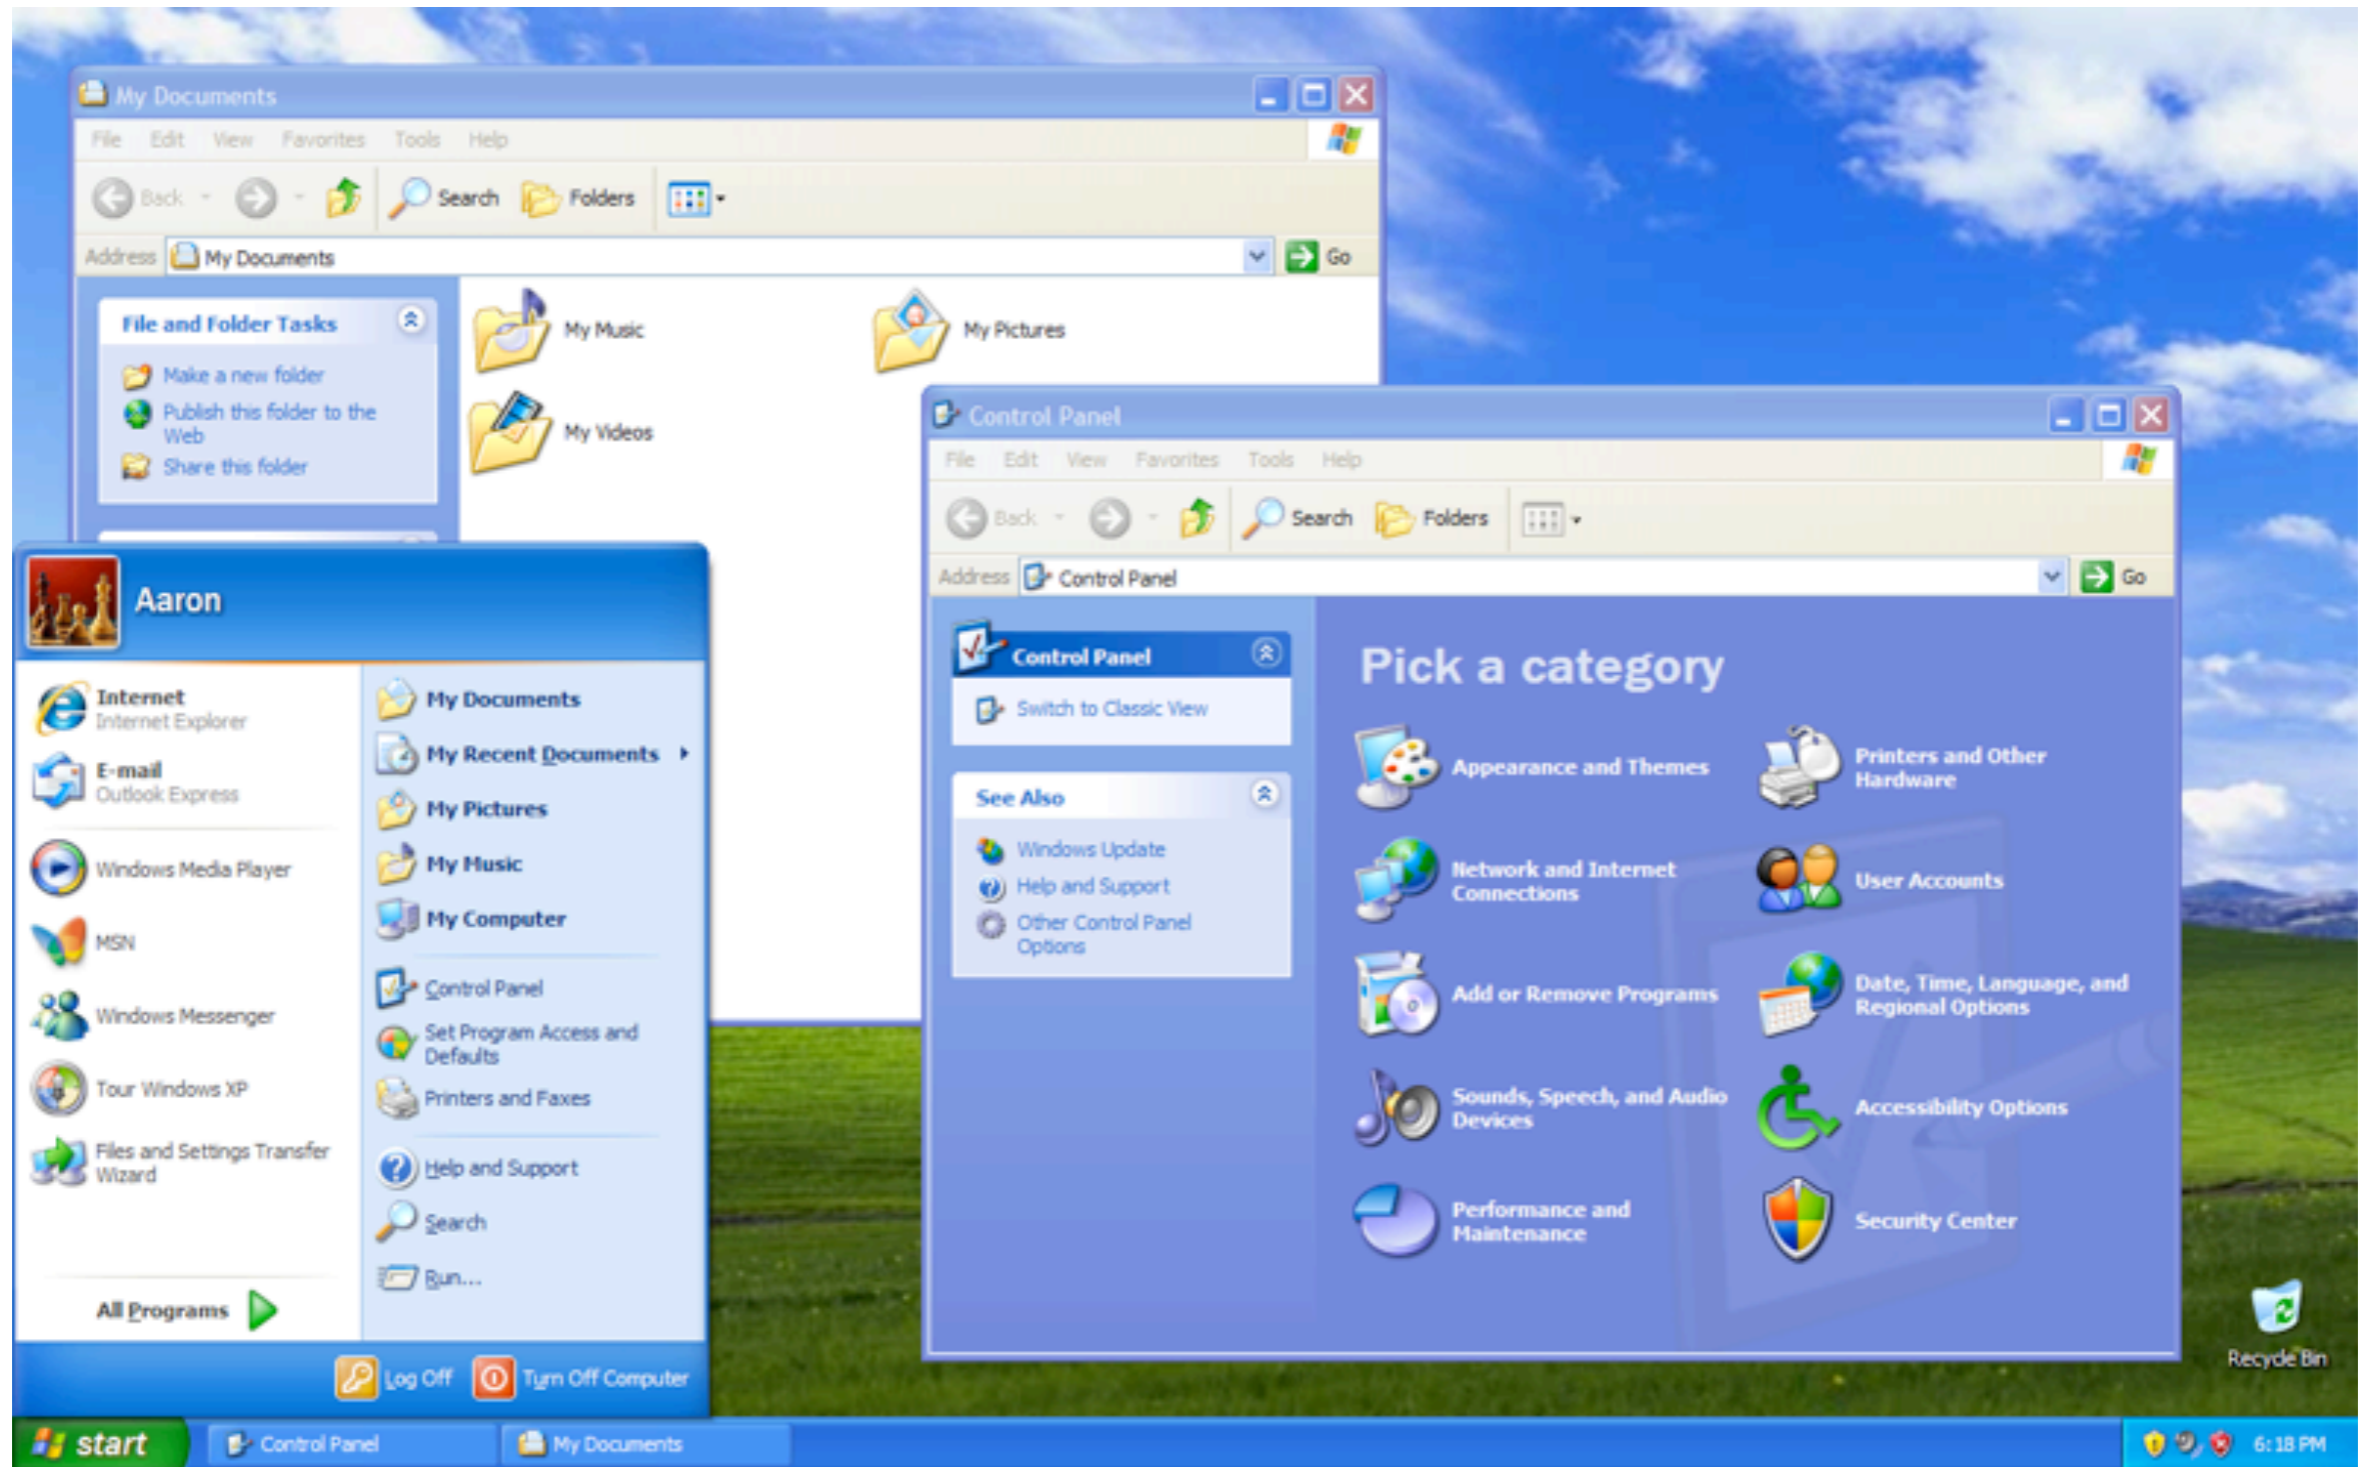 My Documents
File Edit View Favorites Tools Help
Back Search Folders
Address My Documents Go
File and Folder Tasks
Make a new folder
Publish this folder to the
Web
Share this folder
My Music
My Pictures
My Videos
Control Panel
File Edit View Favorites Tools Help
Back Search Folders
Address Control Panel Go
Control Panel
Switch to Classic View
See Also
Windows Update
Help and Support
Other Control Panel
Options
Pick a category
Appearance and Themes
Printers and Other
Hardware
Network and Internet
Connections
User Accounts
Add or Remove Programs
Date, Time, Language, and
Regional Options
Sounds, Speech, and Audio
Devices
Accessibility Options
Performance and
Maintenance
Security Center
Aaron
Internet
Internet Explorer
E-mail
Outlook Express
Windows Media Player
MSN
Windows Messenger
Tour Windows XP
Files and Settings Transfer
Wizard
All Programs
My Documents
My Recent Documents
My Pictures
My Music
My Computer
Control Panel
Set Program Access and
Defaults
Printers and Faxes
Help and Support
Search
Run...
Log Off
Turn Off Computer
Recycle Bin
start
Control Panel
My Documents
6:18 PM